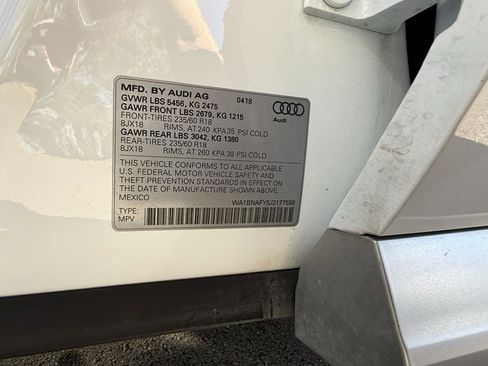 MFD. BY AUDI AG 0418
GVWR LBS 5456, KG 2475
GAWR FRONT LBS 2679, KG 1215
FRONT-TIRES 235/60 R18
8JX18 RIMS, AT 240 KPA 35 PSI COLD
GAWR REAR LBS 3042, KG 1380
REAR-TIRES 235/60 R18
8JX18 RIMS, AT 260 KPA 38 PSI COLD
Audi
THIS VEHICLE CONFORMS TO ALL APPLICABLE
U.S. FEDERAL MOTOR VEHICLE SAFETY AND
THEFT PREVENTION STANDARDS IN EFFECT ON
THE DATE OF MANUFACTURE SHOWN ABOVE.
MEXICO
WA1BNAFY5J2177556
TYPE:
MPV